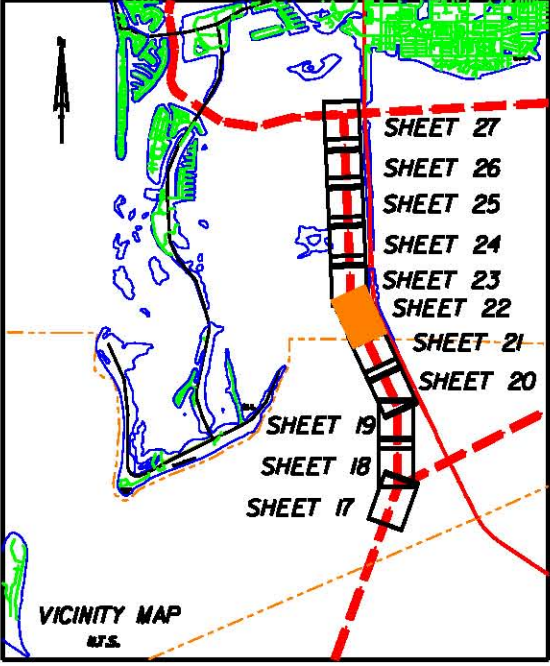 SHEET 27
SHEET 26
SHEET 25
SHEET 24
SHEET 23
SHEET 22
SHEET 21
SHEET 20
SHEET 19
SHEET 18
SHEET 17
VICINITY MAP
N.T.S.